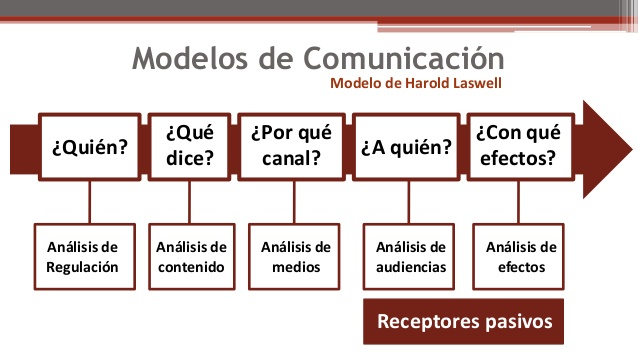 Modelos de Comunicación
Modelo de Harold Laswell
¿Quién?
¿Qué
dice?
¿Por qué
canal?
¿A quién?
¿Con qué
efectos?
Análisis de
Regulación
Análisis de
contenido
Análisis de
medios
Análisis de
audiencias
Análisis de
efectos
Receptores pasivos